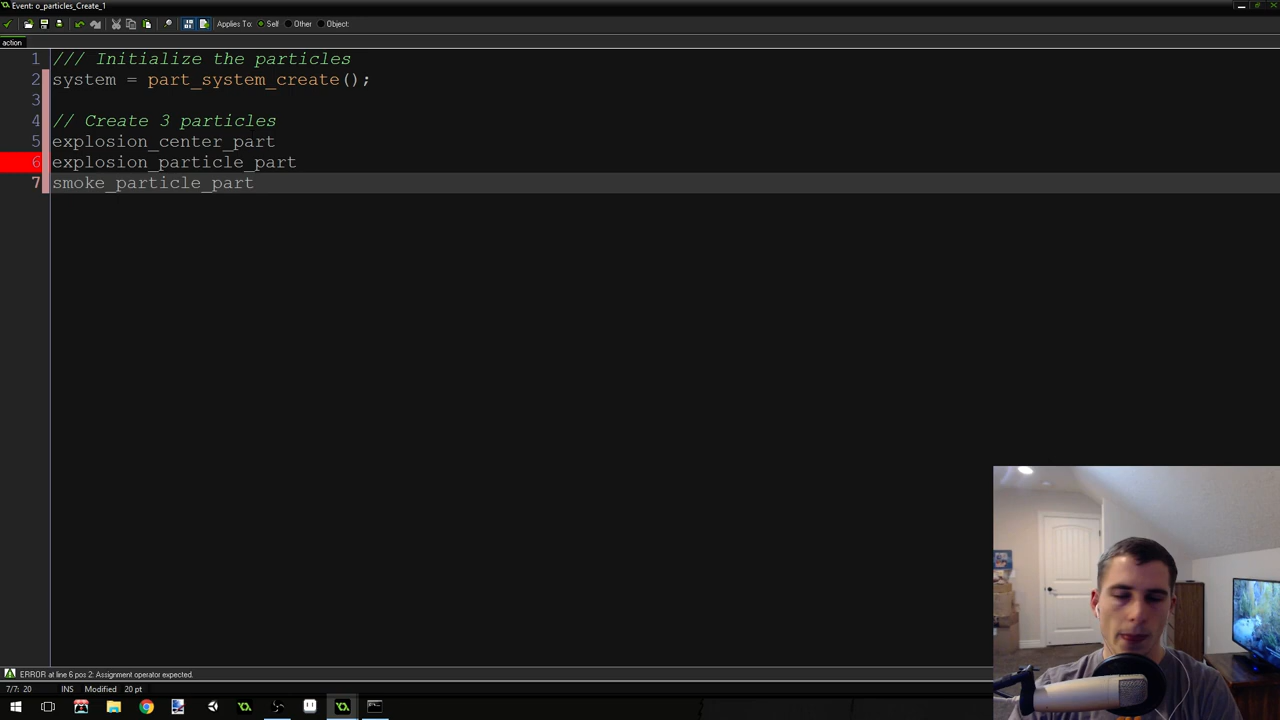 Event: o_particles_Create_1
Applies To: Self Other Object:
action
1 /// Initialize the particles
2 system = part_system_create();
3
4 // Create 3 particles
5 explosion_center_part
6 explosion_particle_part
7 smoke_particle_part
ERROR at line 6 pos 2: Assignment operator expected.
7/7: 20 INS Modified 20 pt